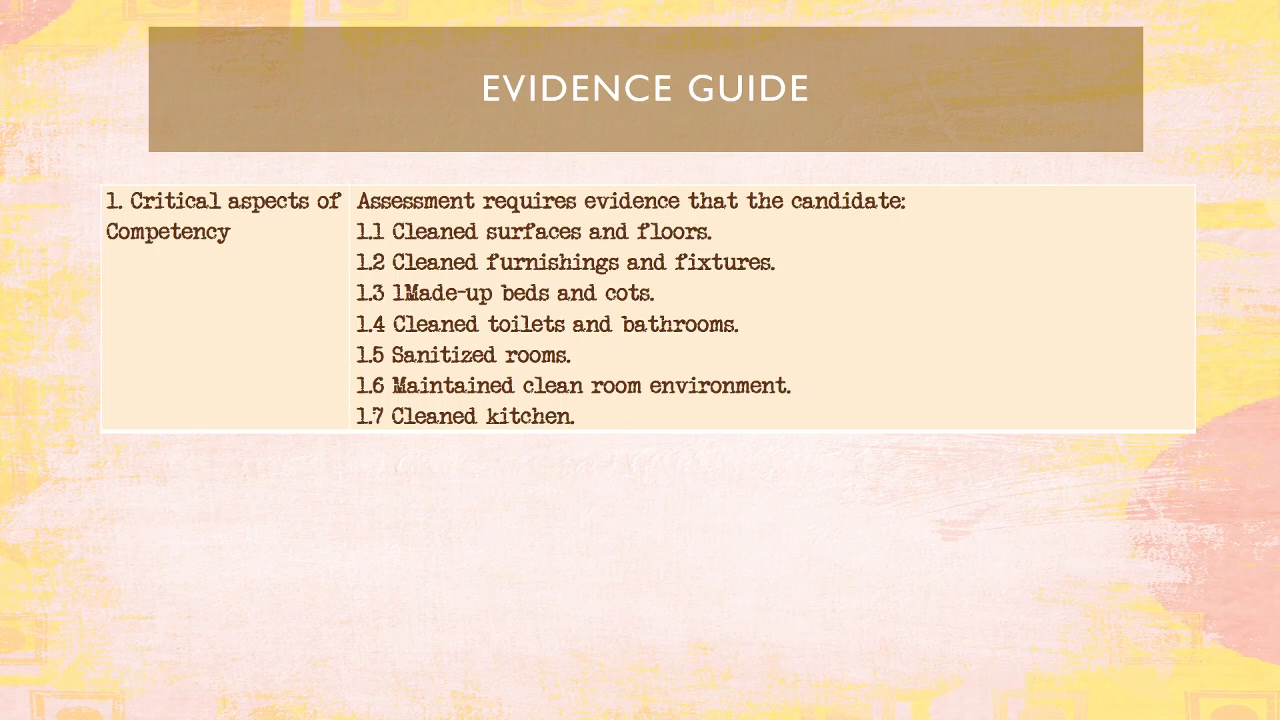 EVIDENCE GUIDE
1. Critical aspects of
Competency
Assessment requires evidence that the candidate:
1.1 Cleaned surfaces and floors.
1.2 Cleaned furnishings and fixtures.
1.3 1Made-up beds and cots.
1.4 Cleaned toilets and bathrooms.
1.5 Sanitized rooms.
1.6 Maintained clean room environment.
1.7 Cleaned kitchen.